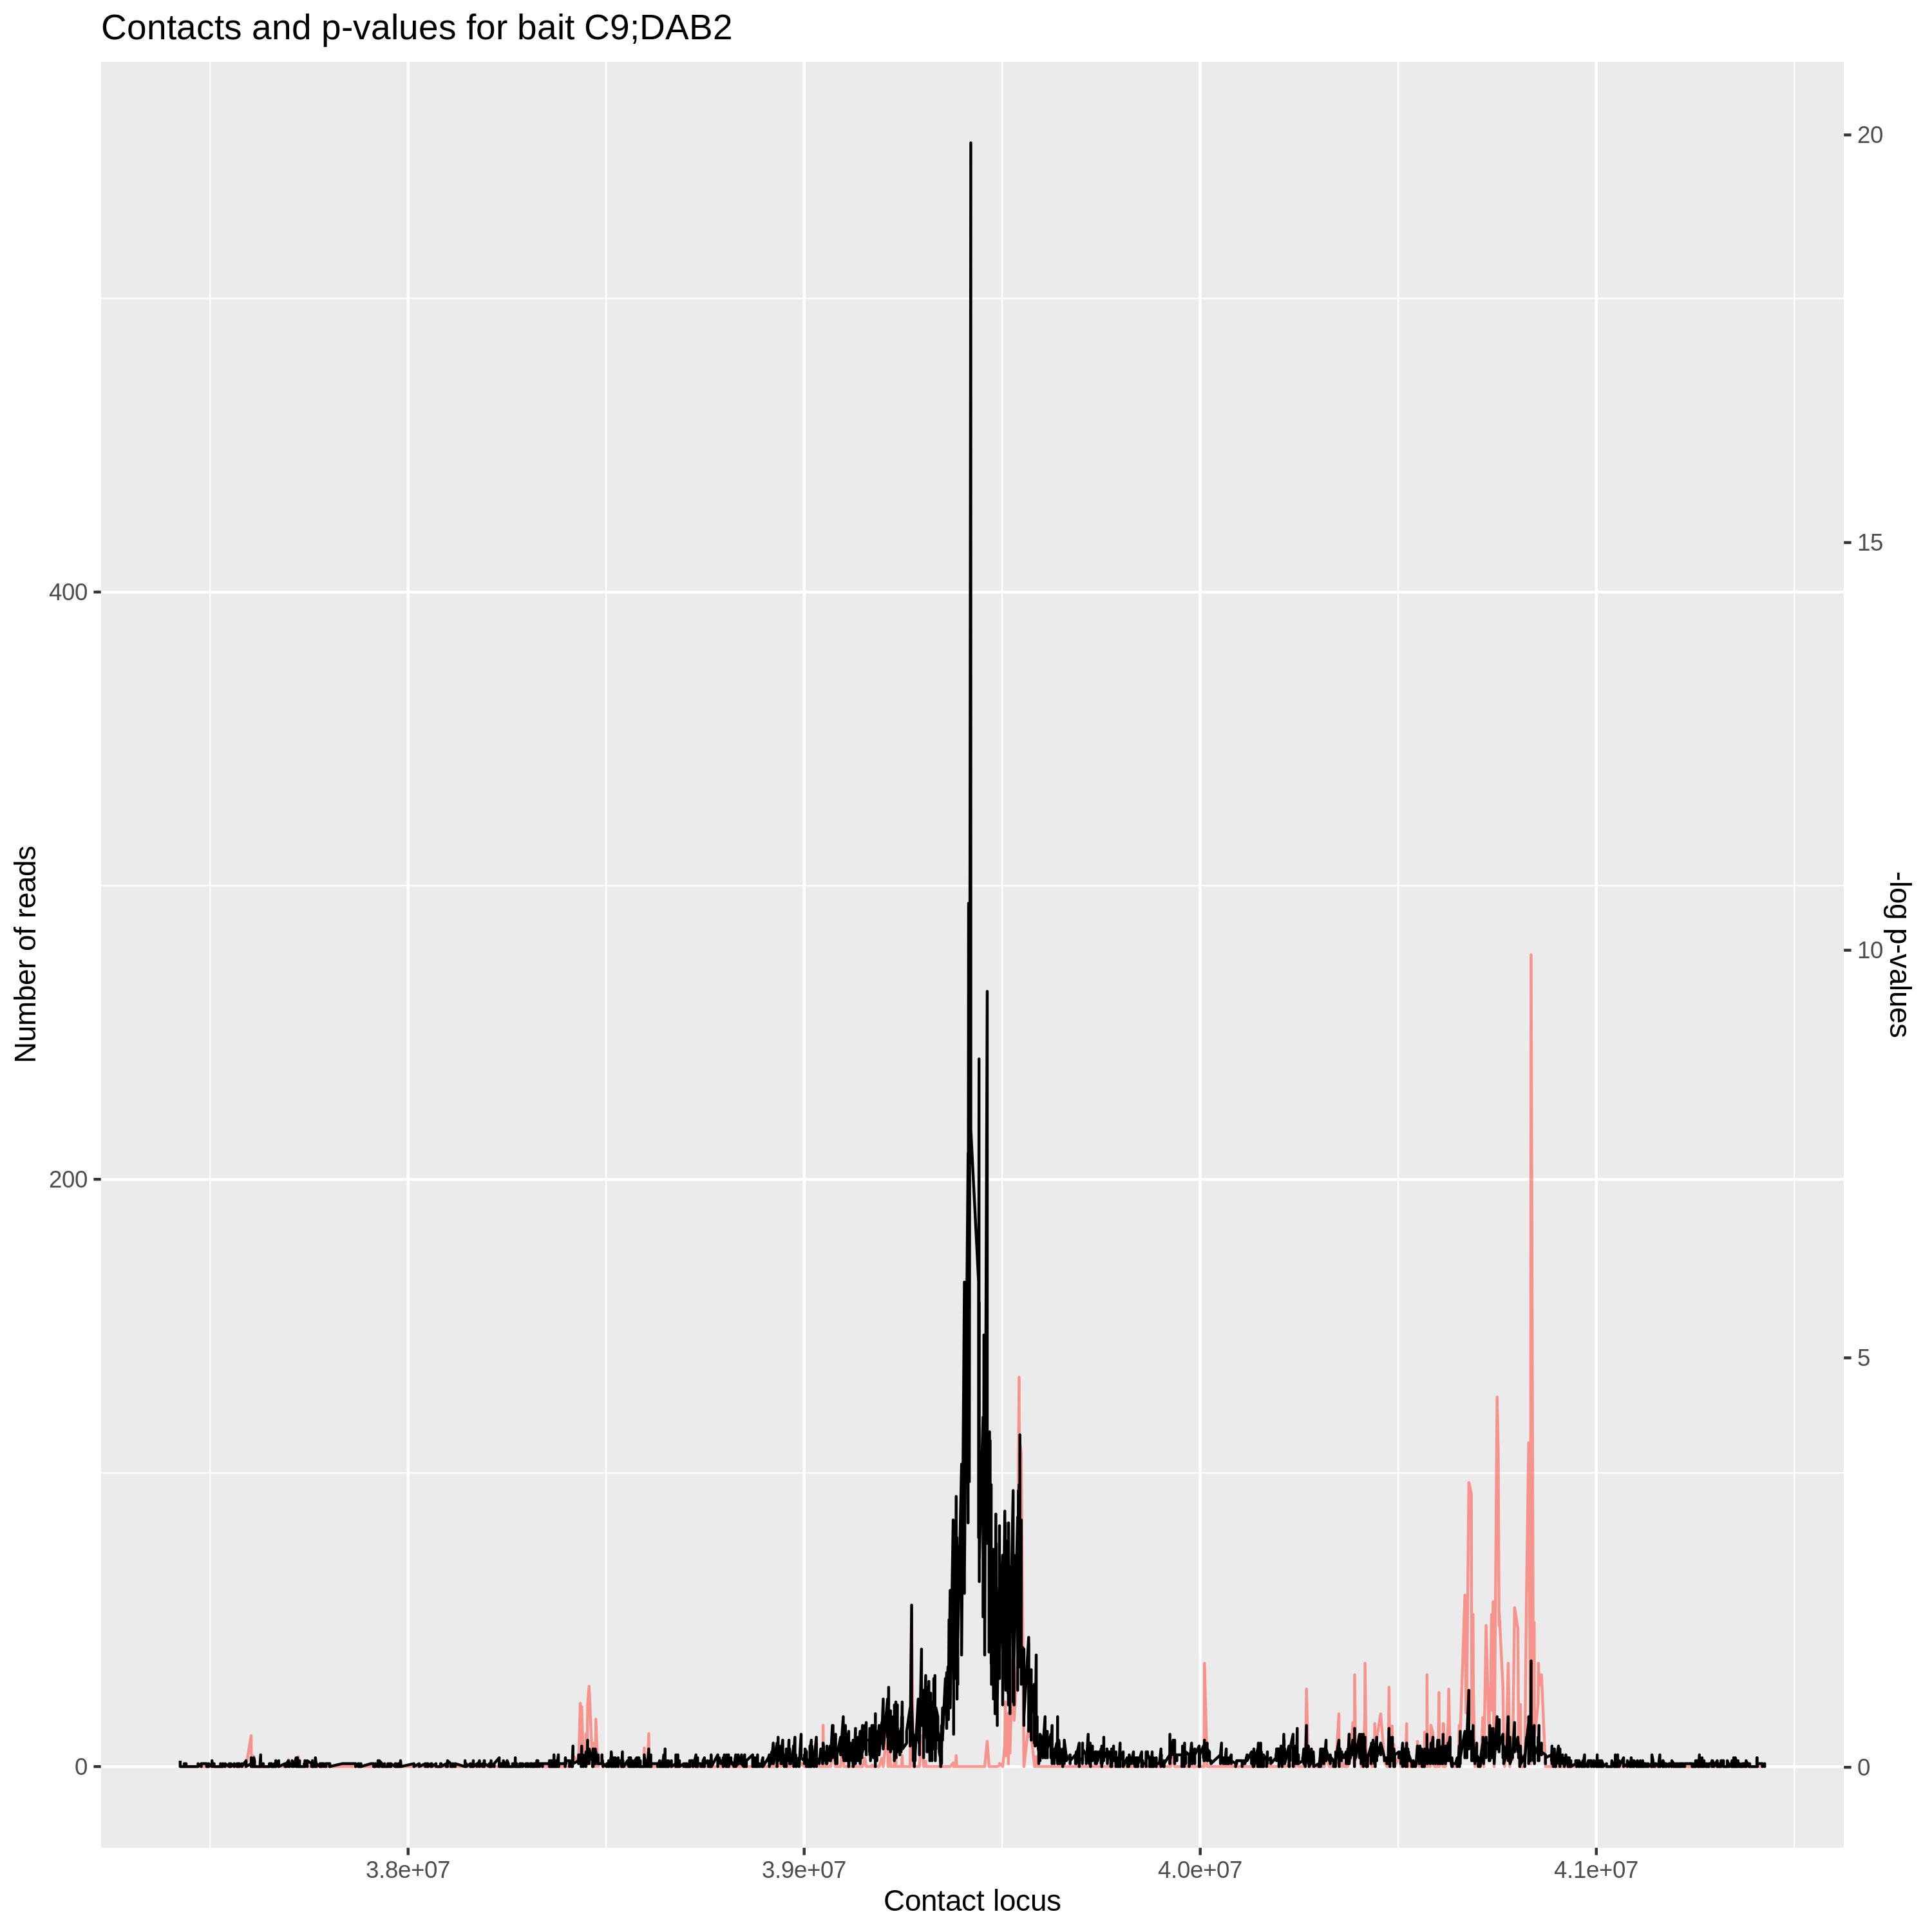 Contacts and p-values for bait C9;DAB2
20
15
400
10
Number of reads
-log p-values
200
5
0
0
3.8e+07
3.9e+07
4.0e+07
4.1e+07
Contact locus